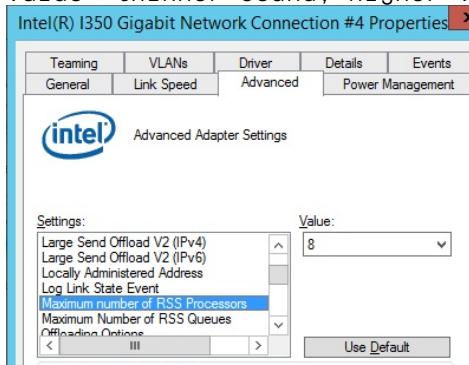 Intel(R) I350 Gigabit Network Connection #4 Properties
Teaming VLANs Driver Details Events
General Link Speed Advanced Power Management
intel Advanced Adapter Settings
Settings: Value:
Large Send Offload V2 (IPv4) 8
Large Send Offload V2 (IPv6)
Locally Administered Address
Log Link State Event
Maximum number of RSS Processors
Maximum Number of RSS Queues
Offloading Options
Use Default